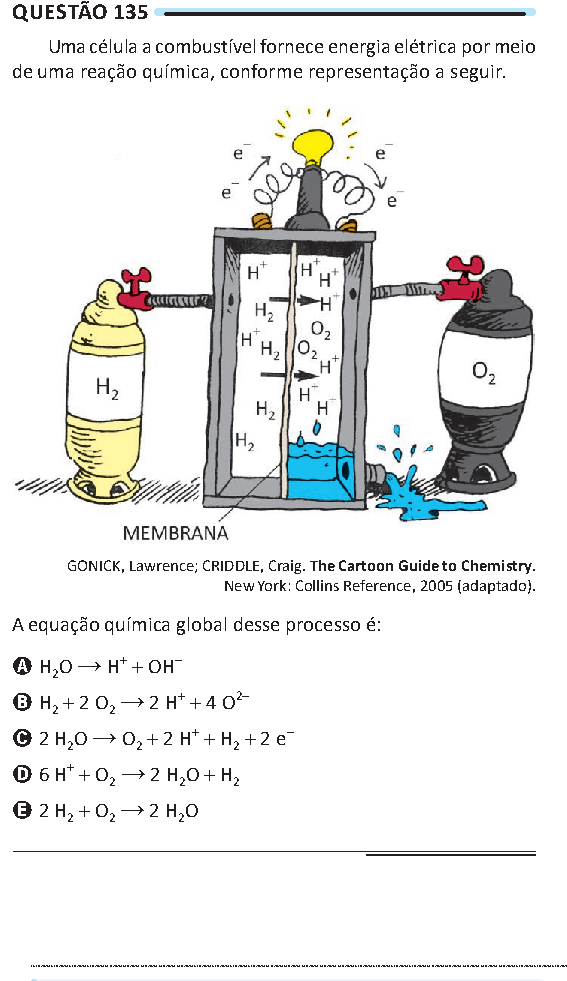 QUESTÃO 135
Uma célula a combustível fornece energia elétrica por meio
de uma reação química, conforme representação a seguir.
e⁻ e⁻
e⁻ e⁻
H⁺ H⁺ H⁺
H₂ H⁺
O₂
H⁺ H₂ O₂ H⁺
H₂ H⁺ H⁺
H₂
H₂
O₂
MEMBRANA
GONICK, Lawrence; CRIDDLE, Craig. The Cartoon Guide to Chemistry.
New York: Collins Reference, 2005 (adaptado).
A equação química global desse processo é:
A H₂O ⟶ H⁺ + OH⁻
B H₂ + 2 O₂ ⟶ 2 H⁺ + 4 O²⁻
C 2 H₂O ⟶ O₂ + 2 H⁺ + H₂ + 2 e⁻
D 6 H⁺ + O₂ ⟶ 2 H₂O + H₂
E 2 H₂ + O₂ ⟶ 2 H₂O